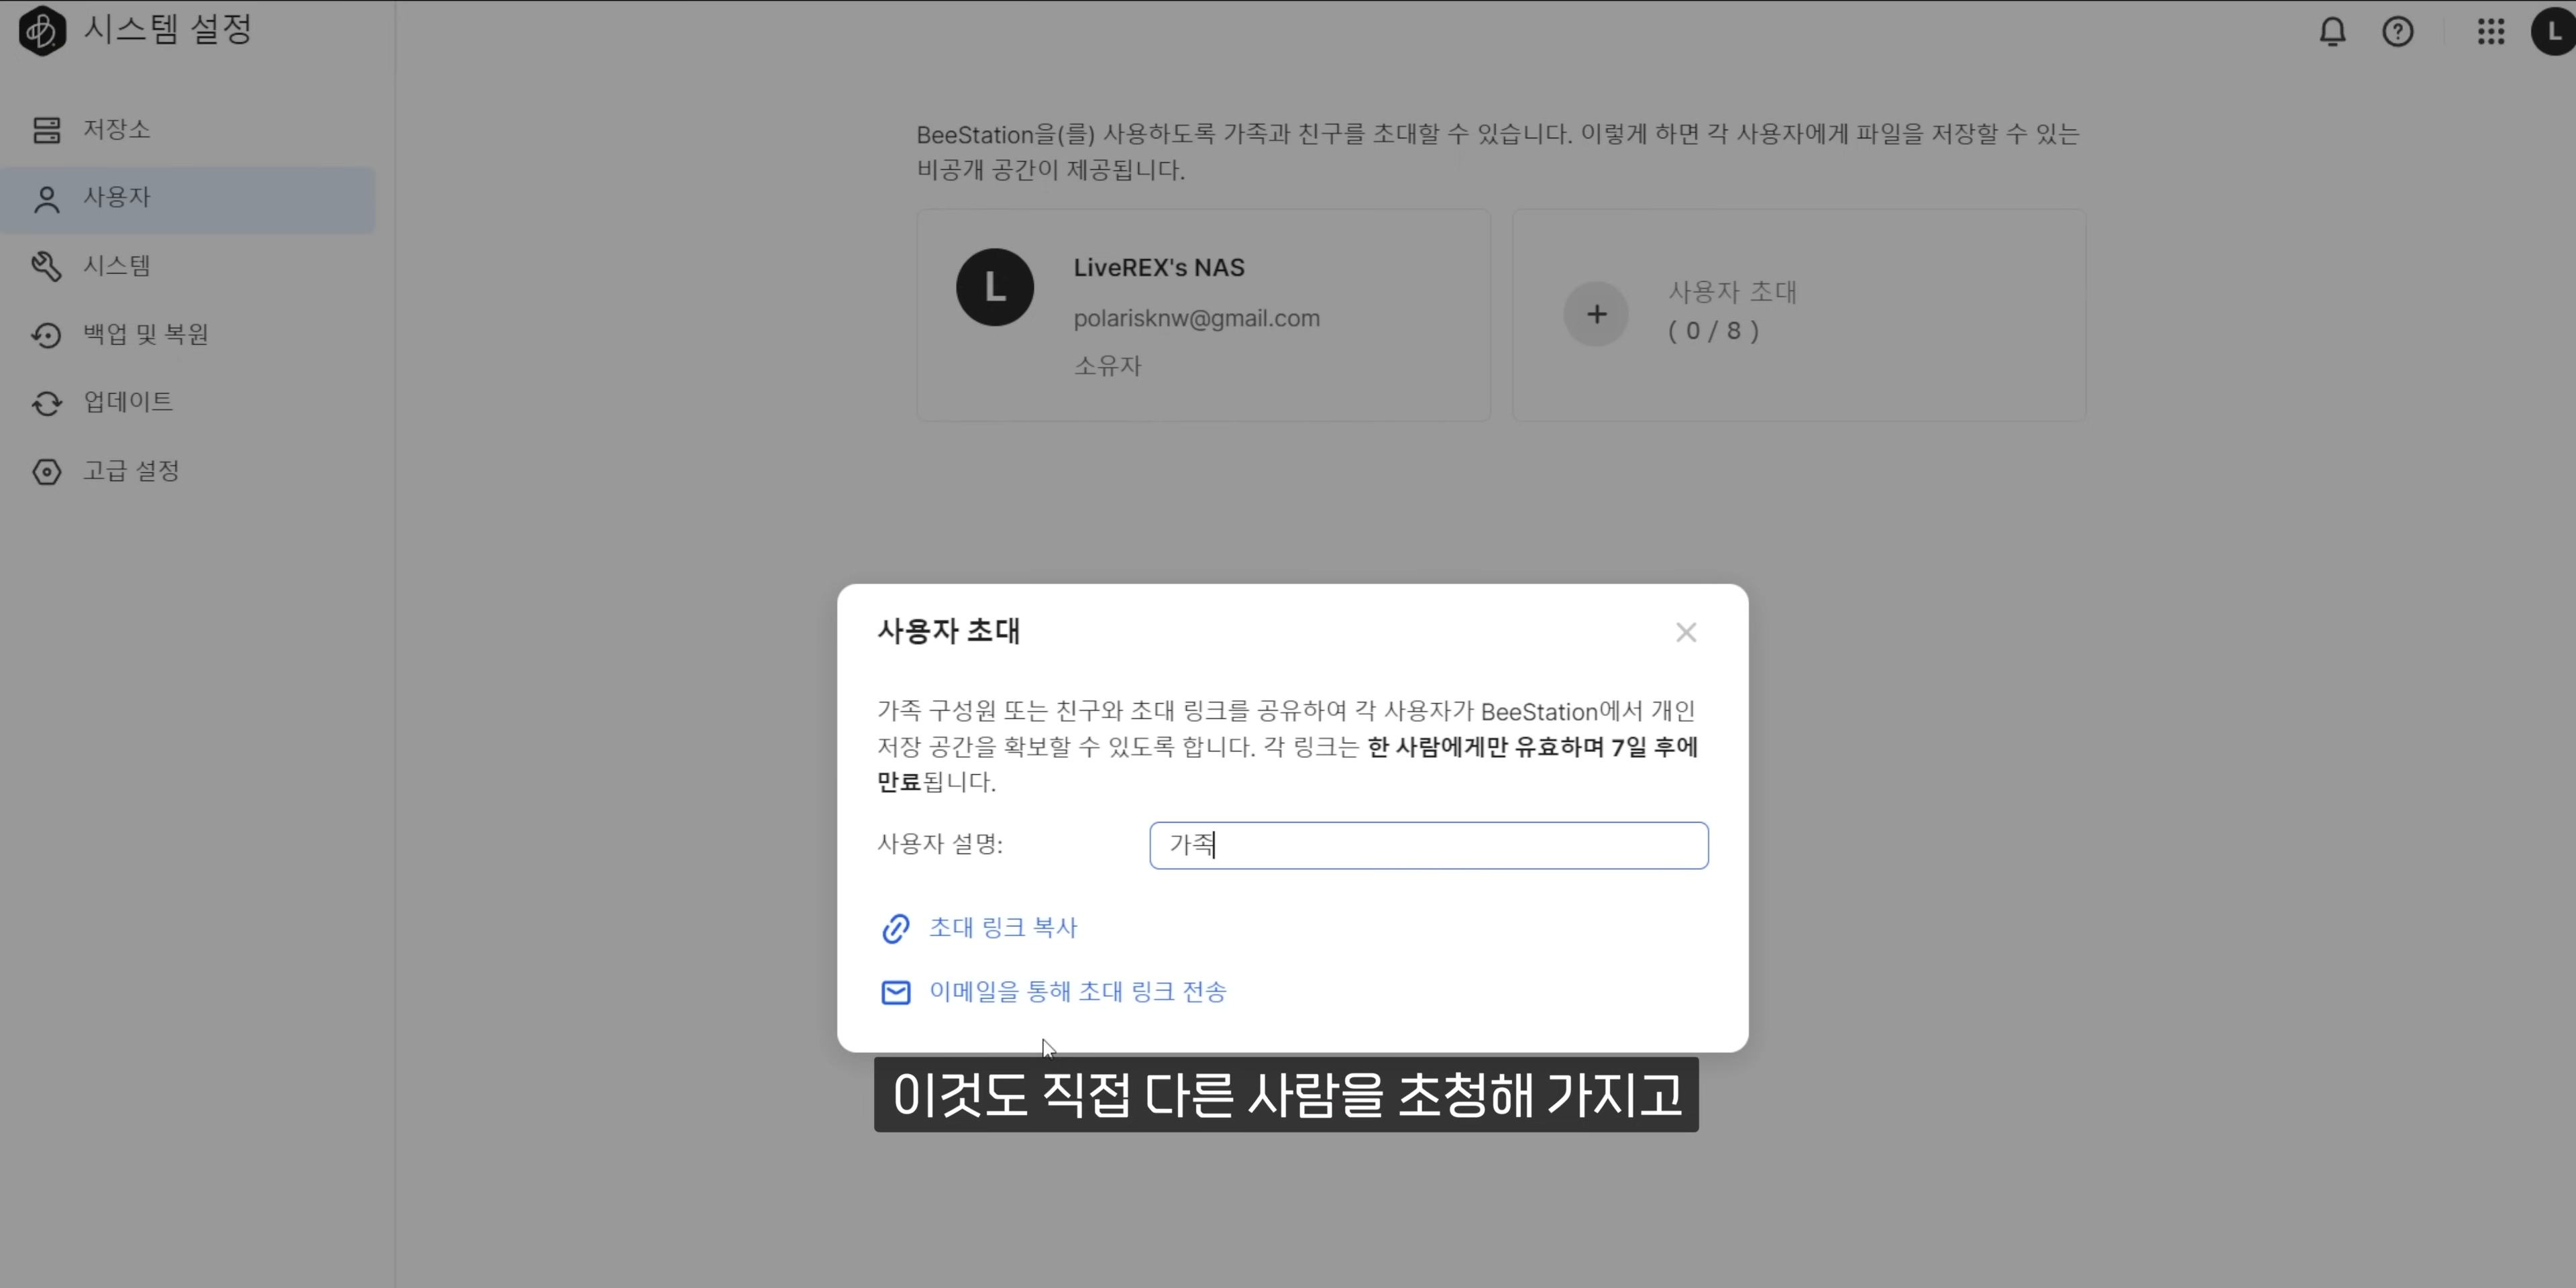 시스템 설정
L
저장소
사용자
시스템
백업 및 복원
업데이트
고급 설정
BeeStation을(를) 사용하도록 가족과 친구를 초대할 수 있습니다. 이렇게 하면 각 사용자에게 파일을 저장할 수 있는
비공개 공간이 제공됩니다.
L
LiveREX's NAS
polarisknw@gmail.com
소유자
사용자 초대
( 0 / 8 )
사용자 초대
가족 구성원 또는 친구와 초대 링크를 공유하여 각 사용자가 BeeStation에서 개인
저장 공간을 확보할 수 있도록 합니다. 각 링크는 한 사람에게만 유효하며 7일 후에
만료됩니다.
사용자 설명:
가족
초대 링크 복사
이메일을 통해 초대 링크 전송
이것도 직접 다른 사람을 초청해 가지고